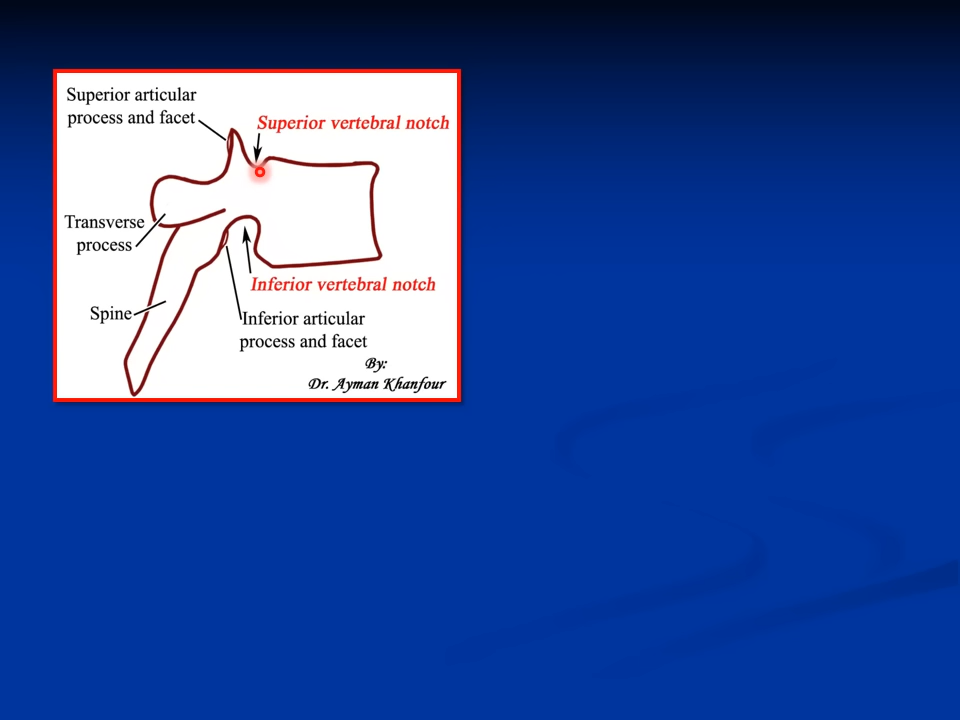 Superior articular
process and facet
Superior vertebral notch
Transverse
process
Inferior vertebral notch
Spine
Inferior articular
process and facet
By:
Dr. Ayman Khanfour